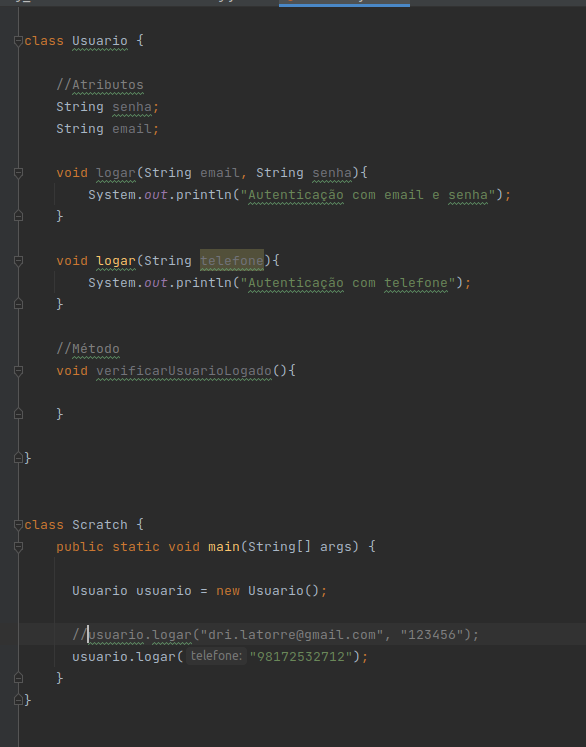 class Usuario {
//Atributos
String senha;
String email;
void logar(String email, String senha){
System.out.println("Autenticação com email e senha");
}
void logar(String telefone){
System.out.println("Autenticação com telefone");
}
//Método
void verificarUsuarioLogado(){
}
}
class Scratch {
public static void main(String[] args) {
Usuario usuario = new Usuario();
//usuario.logar("dri.latorre@gmail.com", "123456");
usuario.logar( telefone: "98172532712");
}
}